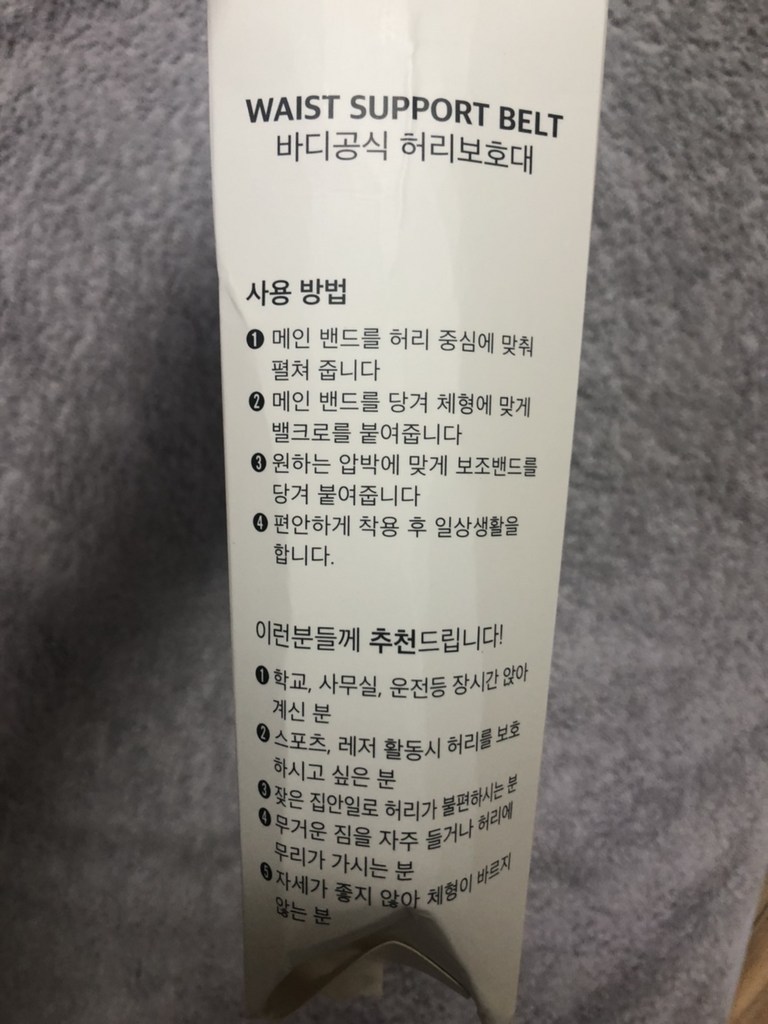 WAIST SUPPORT BELT
바디공식 허리보호대
사용 방법
❶ 메인 밴드를 허리 중심에 맞춰
펼쳐 줍니다
❷ 메인 밴드를 당겨 체형에 맞게
밸크로를 붙여줍니다
❸ 원하는 압박에 맞게 보조밴드를
당겨 붙여줍니다
❹ 편안하게 착용 후 일상생활을
합니다.
이런분들께 추천드립니다!
❶ 학교, 사무실, 운전등 장시간 앉아
계신 분
❷ 스포츠, 레저 활동시 허리를 보호
하시고 싶은 분
❸ 잦은 집안일로 허리가 불편하시는 분
❹ 무거운 짐을 자주 들거나 허리에
무리가 가시는 분
❺ 자세가 좋지 않아 체형이 바르지
않는 분